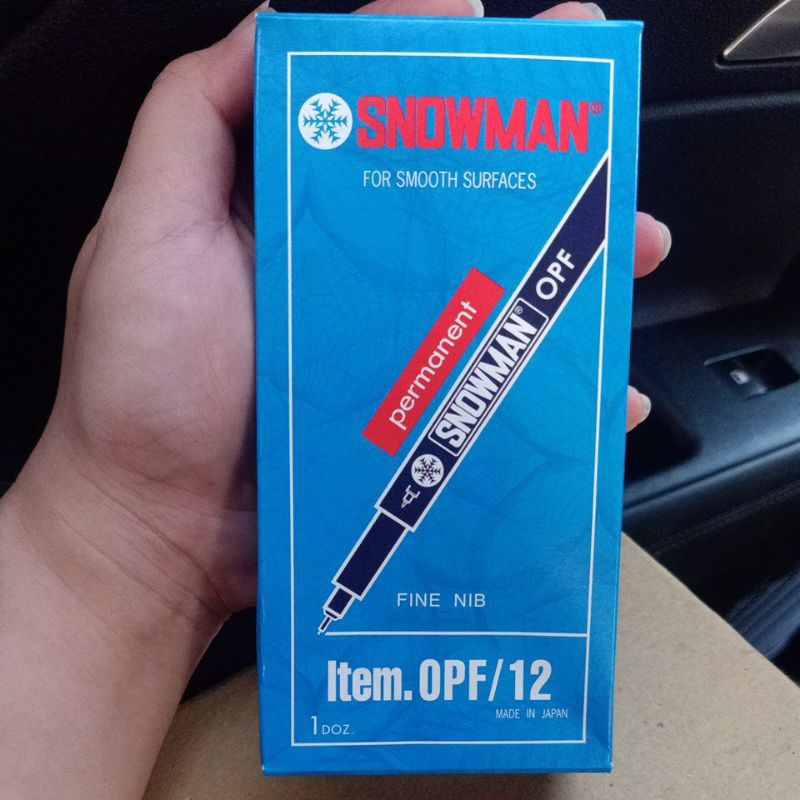 SNOWMAN®
FOR SMOOTH SURFACES
permanent
SNOWMAN® OPF
FINE NIB
Item. OPF/12
MADE IN JAPAN
1 DOZ.